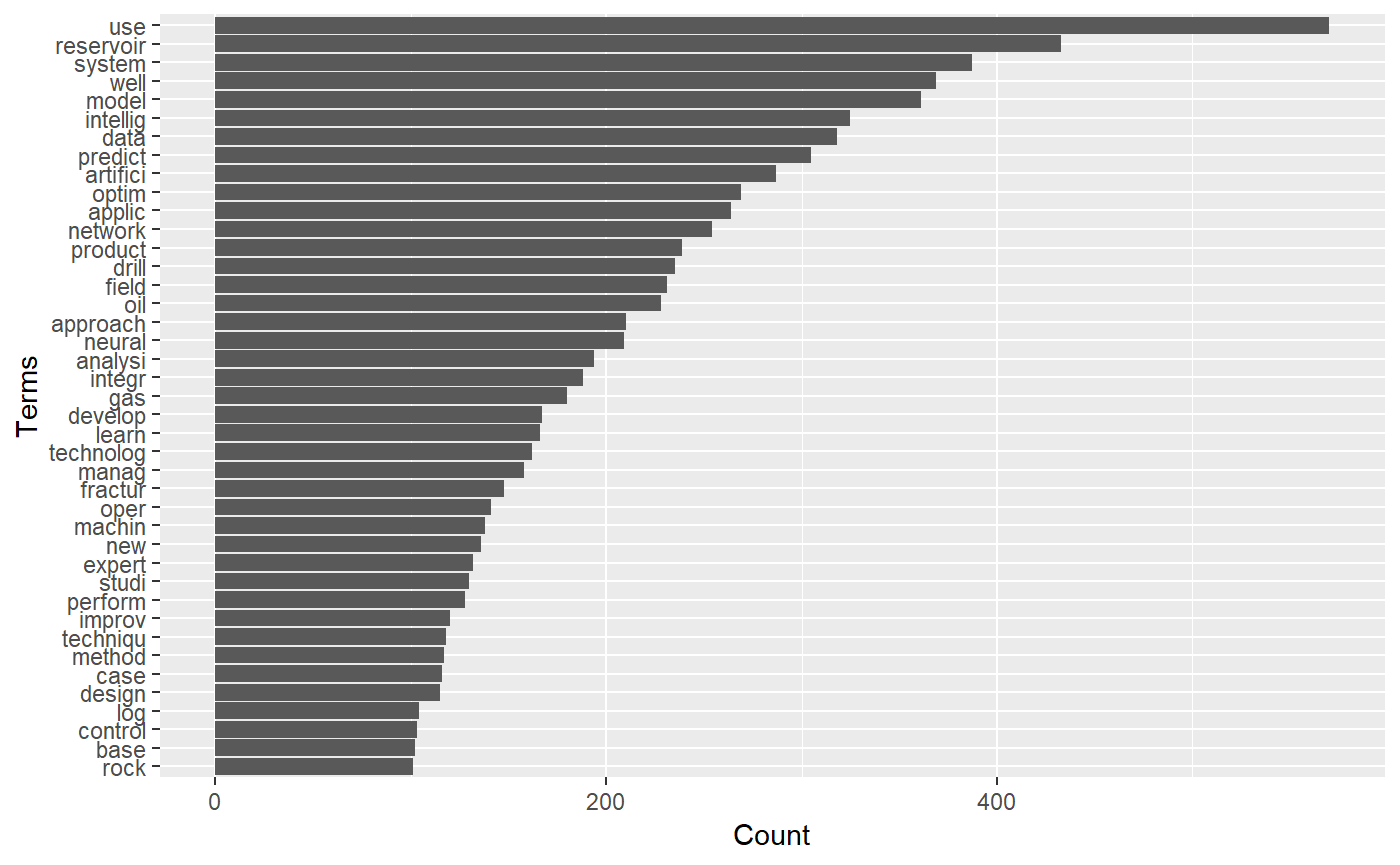 use
reservoir
system
well
model
intellig
data
predict
artifici
optim
applic
network
product
drill
field
oil
approach
neural
analysi
integr
gas
develop
learn
technolog
manag
fractur
oper
machin
new
expert
studi
perform
improv
techniqu
method
case
design
log
control
base
rock
Terms
0 200 400
Count